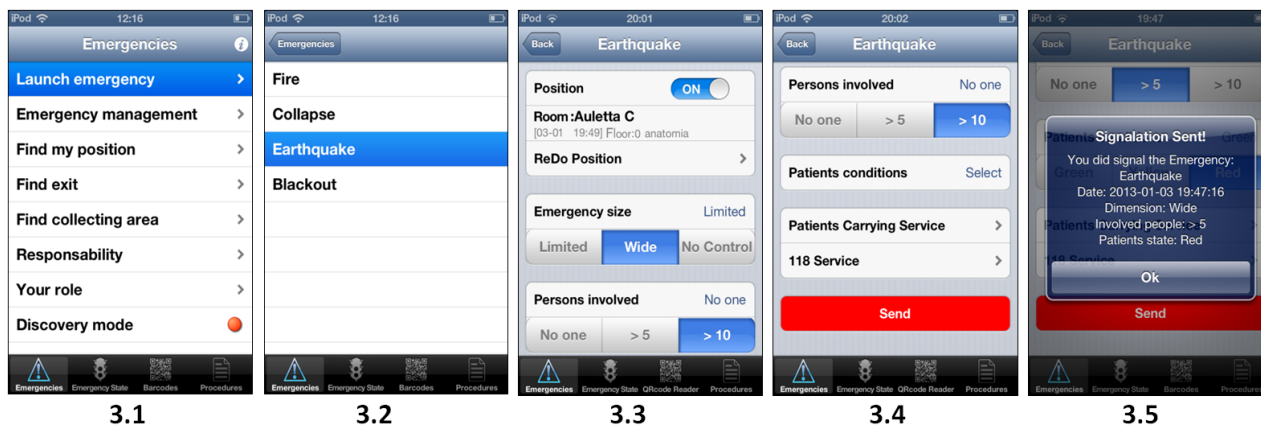 iPod 12:16
Emergencies
Launch emergency
Emergency management
Find my position
Find exit
Find collecting area
Responsability
Your role
Discovery mode
Emergencies Emergency State Barcodes Procedures
3.1
iPod 12:16
Emergencies
Fire
Collapse
Earthquake
Blackout
Emergencies Emergency State Barcodes Procedures
3.2
iPod 20:01
Back Earthquake
Position ON
Room:Auletta C
[03-01 19:49] Floor:0 anatomia
ReDo Position
Emergency size Limited
Limited Wide No Control
Persons involved No one
No one > 5 > 10
Emergencies Emergency State QRcode Reader Procedures
3.3
iPod 20:02
Back Earthquake
Persons involved No one
No one > 5 > 10
Patients conditions Select
Patients Carrying Service
118 Service
Send
Emergencies Emergency State QRcode Reader Procedures
3.4
iPod 19:47
Back Earthquake
No one > 5 > 10
Signalation Sent!
You did signal the Emergency:
Earthquake
Date: 2013-01-03 19:47:16
Dimension: Wide
Involved people: > 5
Patients state: Red
Ok
Patients Green
Green Red
Patients
118 Service
Send
Emergencies Emergency State Barcodes Procedures
3.5